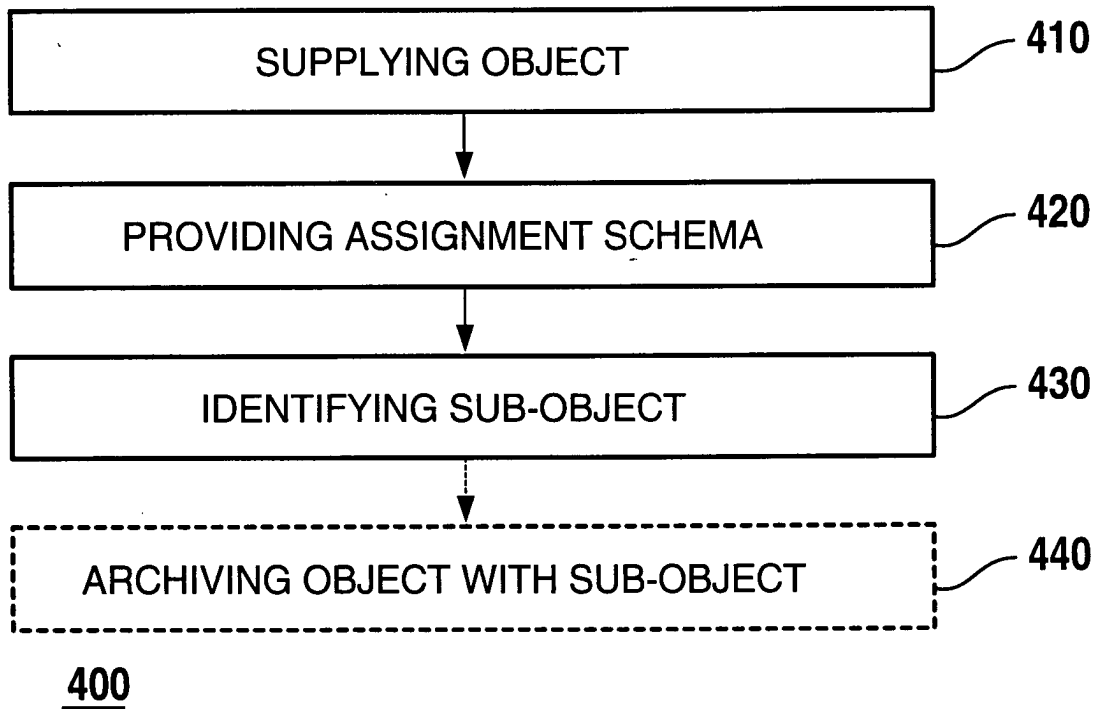 SUPPLYING OBJECT
410
PROVIDING ASSIGNMENT SCHEMA
420
IDENTIFYING SUB-OBJECT
430
ARCHIVING OBJECT WITH SUB-OBJECT
440
400